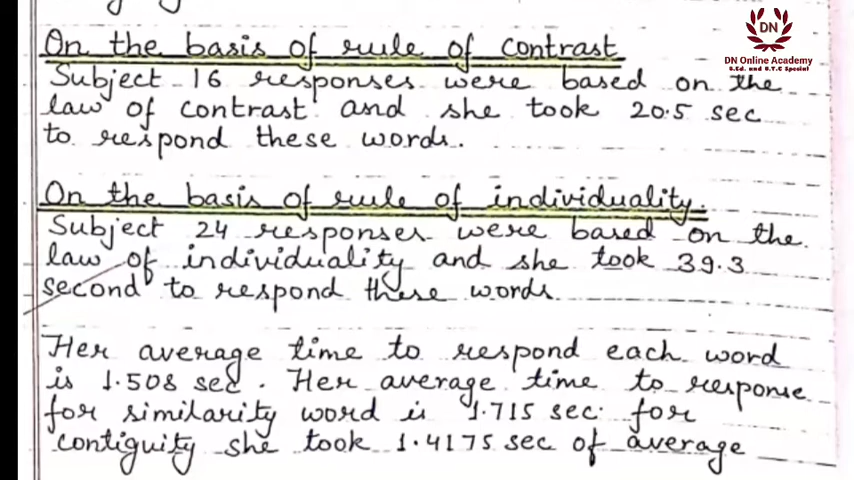 DN
DN Online Academy
B.Ed. and B.T.C Special
On the basis of rule of contrast
Subject 16 responses were based on the
law of contrast and she took 20.5 sec
to respond these words.
On the basis of rule of individuality.
Subject 24 responses were based on the
law of individuality and she took 39.3
second to respond these words
Her average time to respond each word
is 1.508 sec. Her average time to response
for similarity word is 1.715 sec. for
contiguity she took 1.4175 sec of average